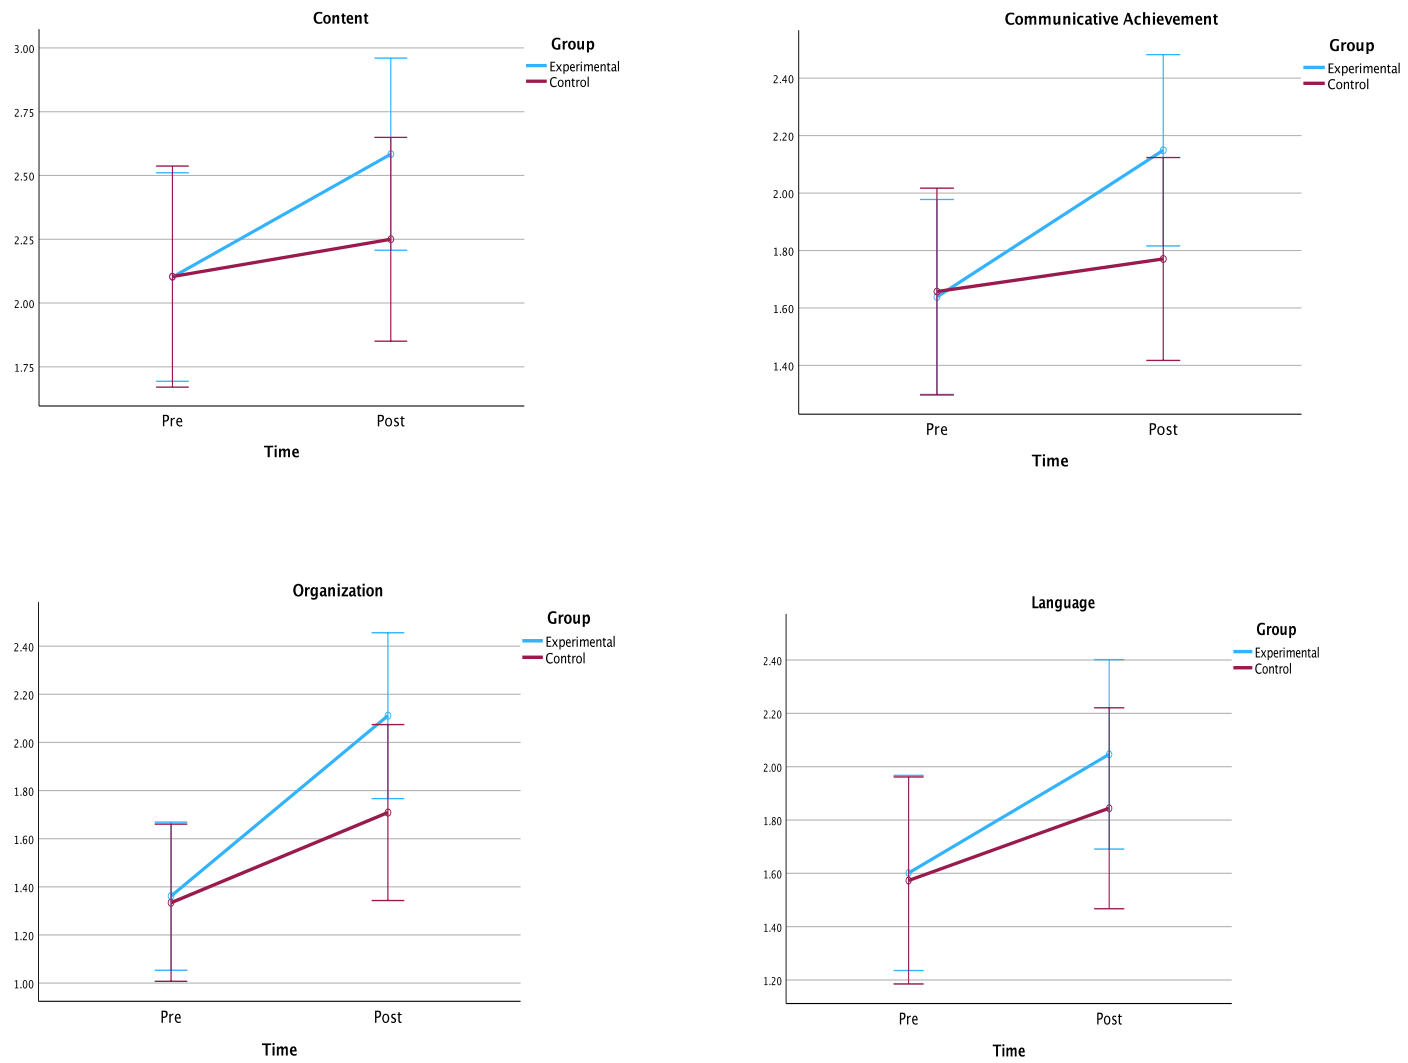 Content
Group
Experimental
Control
3.00
2.75
2.50
2.25
2.00
1.75
Pre
Post
Time
Communicative Achievement
Group
Experimental
Control
2.40
2.20
2.00
1.80
1.60
1.40
Pre
Post
Time
Organization
Group
Experimental
Control
2.40
2.20
2.00
1.80
1.60
1.40
1.20
1.00
Pre
Post
Time
Language
Group
Experimental
Control
2.40
2.20
2.00
1.80
1.60
1.40
1.20
Pre
Post
Time